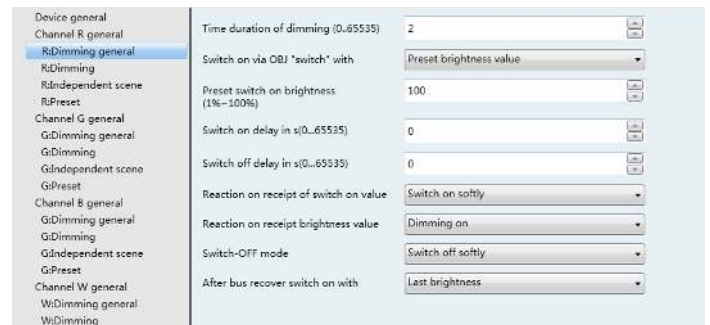 Device general
Channel R general
R:Dimming general
R:Dimming
R:Independent scene
R:Preset
Channel G general
G:Dimming general
G:Dimming
G:Independent scene
G:Preset
Channel B general
G:Dimming general
G:Dimming
G:Independent scene
G:Preset
Channel W general
W:Dimming general
W:Dimming
Time duration of dimming (0..65535) 2
Switch on via OBJ "switch" with Preset brightness value
Preset switch on brightness 100
(1%~100%)
Switch on delay in s(0...65535) 0
Switch off delay in s(0...65535) 0
Reaction on receipt of switch on value Switch on softly
Reaction on receipt brightness value Dimming on
Switch-OFF mode Switch off softly
After bus recover switch on with Last brightness